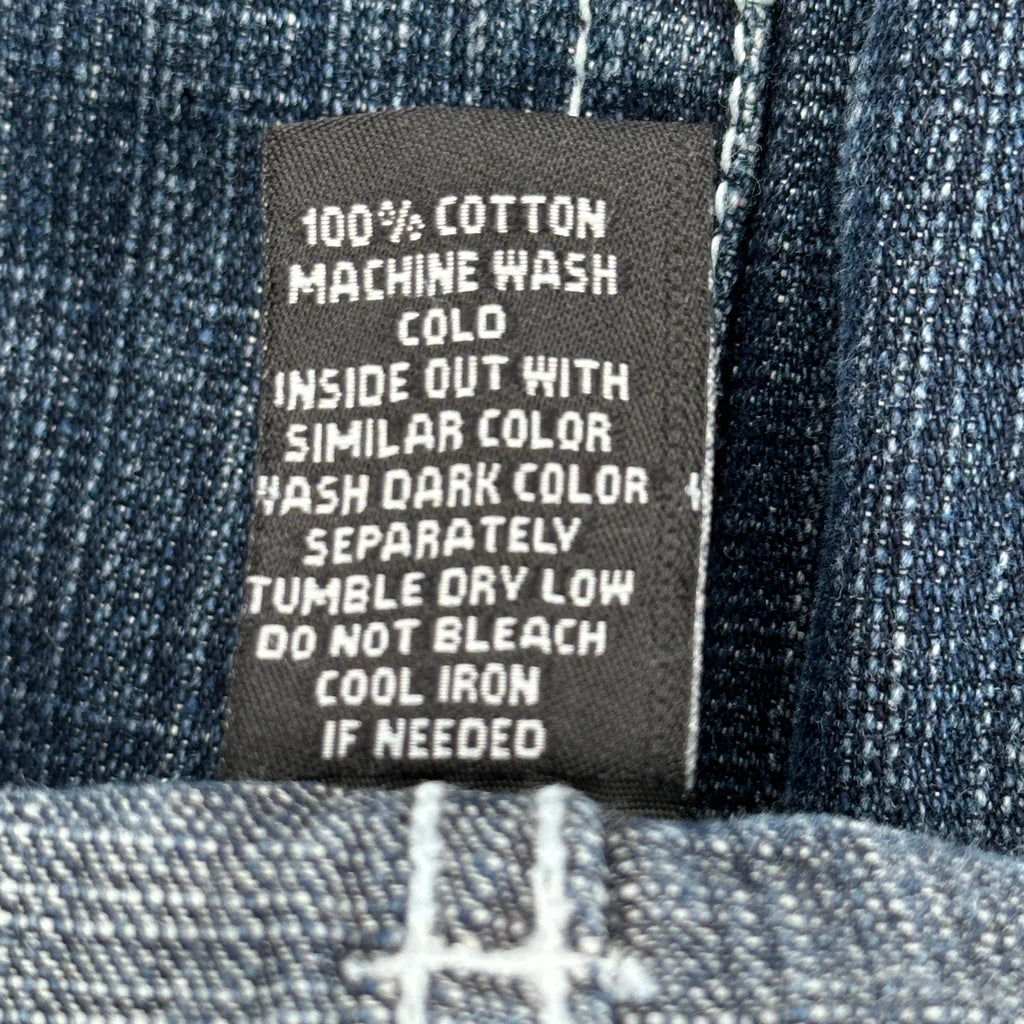 100% COTTON
MACHINE WASH
COLD
INSIDE OUT WITH
SIMILAR COLOR
WASH DARK COLOR
SEPARATELY
TUMBLE DRY LOW
DO NOT BLEACH
COOL IRON
IF NEEDED